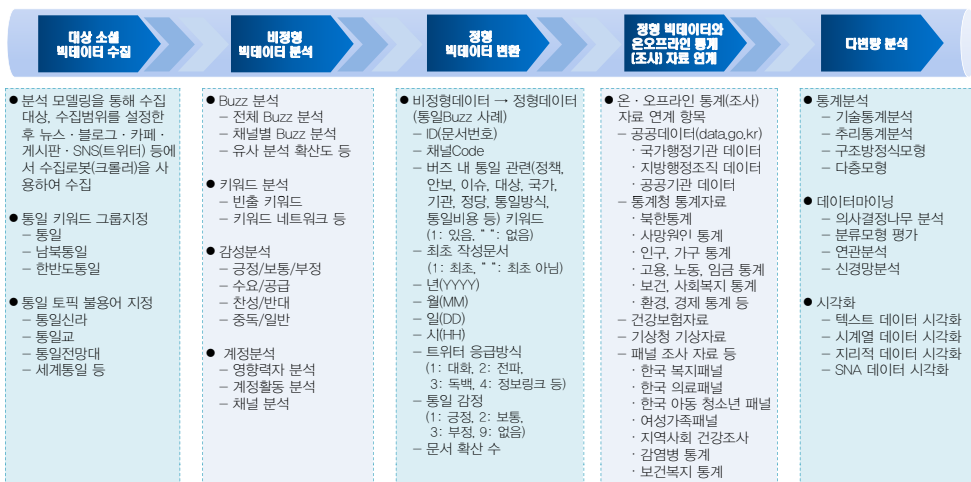 대상 소셜
빅데이터 수집
비정형
빅데이터 분석
정형
빅데이터 변환
정형 빅데이터와
온오프라인 통계
(조사) 자료 연계
다변량 분석
● 분석 모델링을 통해 수집
대상, 수집범위를 설정한
후 뉴스 · 블로그 · 카페 ·
게시판 · SNS(트위터) 등에
서 수집로봇(크롤러)을 사
용하여 수집
● 통일 키워드 그룹지정
– 통일
– 남북통일
– 한반도통일
● 통일 토픽 불용어 지정
– 통일신라
– 통일교
– 통일전망대
– 세계통일 등
● Buzz 분석
– 전체 Buzz 분석
– 채널별 Buzz 분석
– 유사 분석 확산도 등
● 키워드 분석
– 빈출 키워드
– 키워드 네트워크 등
● 감성분석
– 긍정/보통/부정
– 수요/공급
– 찬성/반대
– 중독/일반
● 계정분석
– 영향력자 분석
– 계정활동 분석
– 채널 분석
● 비정형데이터 → 정형데이터
(통일Buzz 사례)
– ID(문서번호)
– 채널Code
– 버즈 내 통일 관련(정책,
안보, 이슈, 대상, 국가,
기관, 정당, 통일방식,
통일비용 등) 키워드
(1: 있음, “ ”: 없음)
– 최초 작성문서
(1: 최초, “ ”: 최초 아님)
– 년(YYYY)
– 월(MM)
– 일(DD)
– 시(HH)
– 트위터 응급방식
(1: 대화, 2: 전파,
3: 독백, 4: 정보링크 등)
– 통일 감정
(1: 긍정, 2: 보통,
3: 부정, 9: 없음)
– 문서 확산 수
● 온 · 오프라인 통계(조사)
자료 연계 항목
– 공공데이터(data.go.kr)
· 국가행정기관 데이터
· 지방행정조직 데이터
· 공공기관 데이터
– 통계청 통계자료
· 북한통계
· 사망원인 통계
· 인구, 가구 통계
· 고용, 노동, 임금 통계
· 보건, 사회복지 통계
· 환경, 경제 통계 등
– 건강보험자료
– 기상청 기상자료
– 패널 조사 자료 등
· 한국 복지패널
· 한국 의료패널
· 한국 아동 청소년 패널
· 여성가족패널
· 지역사회 건강조사
· 감염병 통계
· 보건복지 통계
● 통계분석
– 기술통계분석
– 추리통계분석
– 구조방정식모형
– 다층모형
● 데이터마이닝
– 의사결정나무 분석
– 분류모형 평가
– 연관분석
– 신경망분석
● 시각화
– 텍스트 데이터 시각화
– 시계열 데이터 시각화
– 지리적 데이터 시각화
– SNA 데이터 시각화